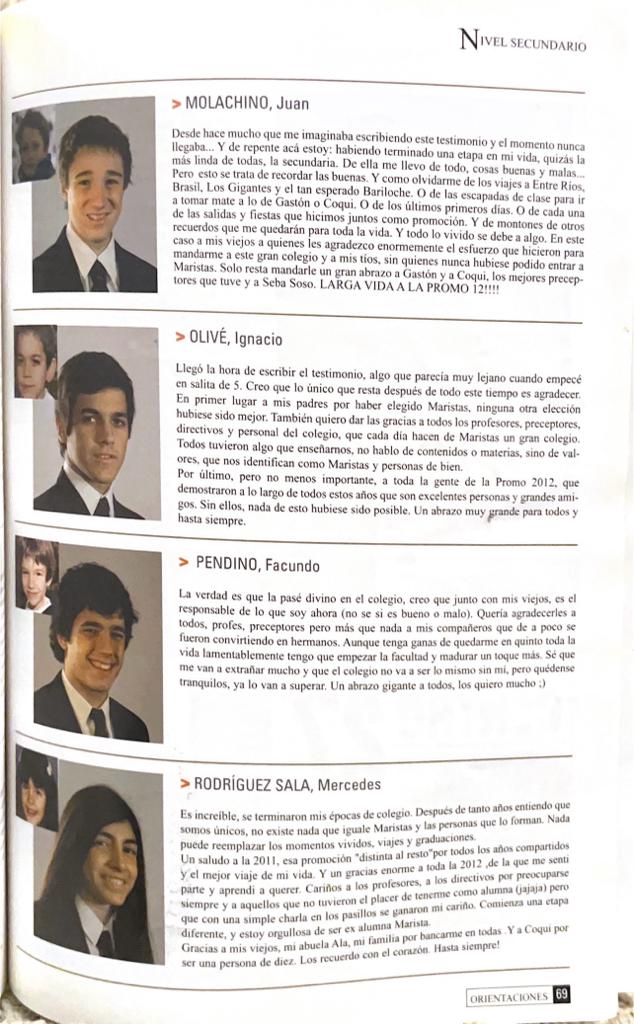 NIVEL SECUNDARIO
> MOLACHINO, Juan
Desde hace mucho que me imaginaba escribiendo este testimonio y el momento nunca
llegaba... Y de repente acá estoy: habiendo terminado una etapa en mi vida, quizás la
más linda de todas, la secundaria. De ella me llevo de todo, cosas buenas y malas...
Pero esto se trata de recordar las buenas. Y como olvidarme de los viajes a Entre Ríos,
Brasil, Los Gigantes y el tan esperado Bariloche. O de las escapadas de clase para ir
a tomar mate a lo de Gastón o Coqui. O de los últimos primeros días. O de cada una
de las salidas y fiestas que hicimos juntos como promoción. Y de montones de otros
recuerdos que me quedarán para toda la vida. Y todo lo vivido se debe a algo. En este
caso a mis viejos a quienes les agradezco enormemente el esfuerzo que hicieron para
mandarme a este gran colegio y a mis tíos, sin quienes nunca hubiese podido entrar a
Maristas. Solo resta mandarle un gran abrazo a Gastón y a Coqui, los mejores precep-
tores que tuve y a Seba Soso. LARGA VIDA A LA PROMO 12!!!!
> OLIVÉ, Ignacio
Llegó la hora de escribir el testimonio, algo que parecía muy lejano cuando empecé
en salita de 5. Creo que lo único que resta después de todo este tiempo es agradecer.
En primer lugar a mis padres por haber elegido Maristas, ninguna otra elección
hubiese sido mejor. También quiero dar las gracias a todos los profesores, preceptores,
directivos y personal del colegio, que cada día hacen de Maristas un gran colegio.
Todos tuvieron algo que enseñarnos, no hablo de contenidos o materias, sino de val-
ores, que nos identifican como Maristas y personas de bien.
Por último, pero no menos importante, a toda la gente de la Promo 2012, que
demostraron a lo largo de todos estos años que son excelentes personas y grandes ami-
gos. Sin ellos, nada de esto hubiese sido posible. Un abrazo muy grande para todos y
hasta siempre.
> PENDINO, Facundo
La verdad es que la pasé divino en el colegio, creo que junto con mis viejos, es el
responsable de lo que soy ahora (no se si es bueno o malo). Quería agradecerles a
todos, profes, preceptores pero más que nada a mis compañeros que de a poco se
fueron convirtiendo en hermanos. Aunque tenga ganas de quedarme en quinto toda la
vida lamentablemente tengo que empezar la facultad y madurar un toque más. Sé que
me van a extrañar mucho y que el colegio no va a ser lo mismo sin mí, pero quédense
tranquilos, ya lo van a superar. Un abrazo gigante a todos, los quiero mucho ;)
> RODRÍGUEZ SALA, Mercedes
Es increíble, se terminaron mis épocas de colegio. Después de tanto años entiendo que
somos únicos, no existe nada que iguale Maristas y las personas que lo forman. Nada
puede reemplazar los momentos vividos, viajes y graduaciones.
Un saludo a la 2011, esa promoción "distinta al resto"por todos los años compartidos
y el mejor viaje de mi vida. Y un gracias enorme a toda la 2012 ,de la que me senti
parte y aprendi a querer. Cariños a los profesores, a los directivos por preocuparse
siempre y a aquellos que no tuvieron el placer de tenerme como alumna (jajaja) pero
que con una simple charla en los pasillos se ganaron mi cariño. Comienza una etapa
diferente, y estoy orgullosa de ser ex alumna Marista.
Gracias a mis viejos, mi abuela Ala, mi familia por bancarme en todas .Y a Coqui por
ser una persona de diez. Los recuerdo con el corazón. Hasta siempre!
ORIENTACIONES 69